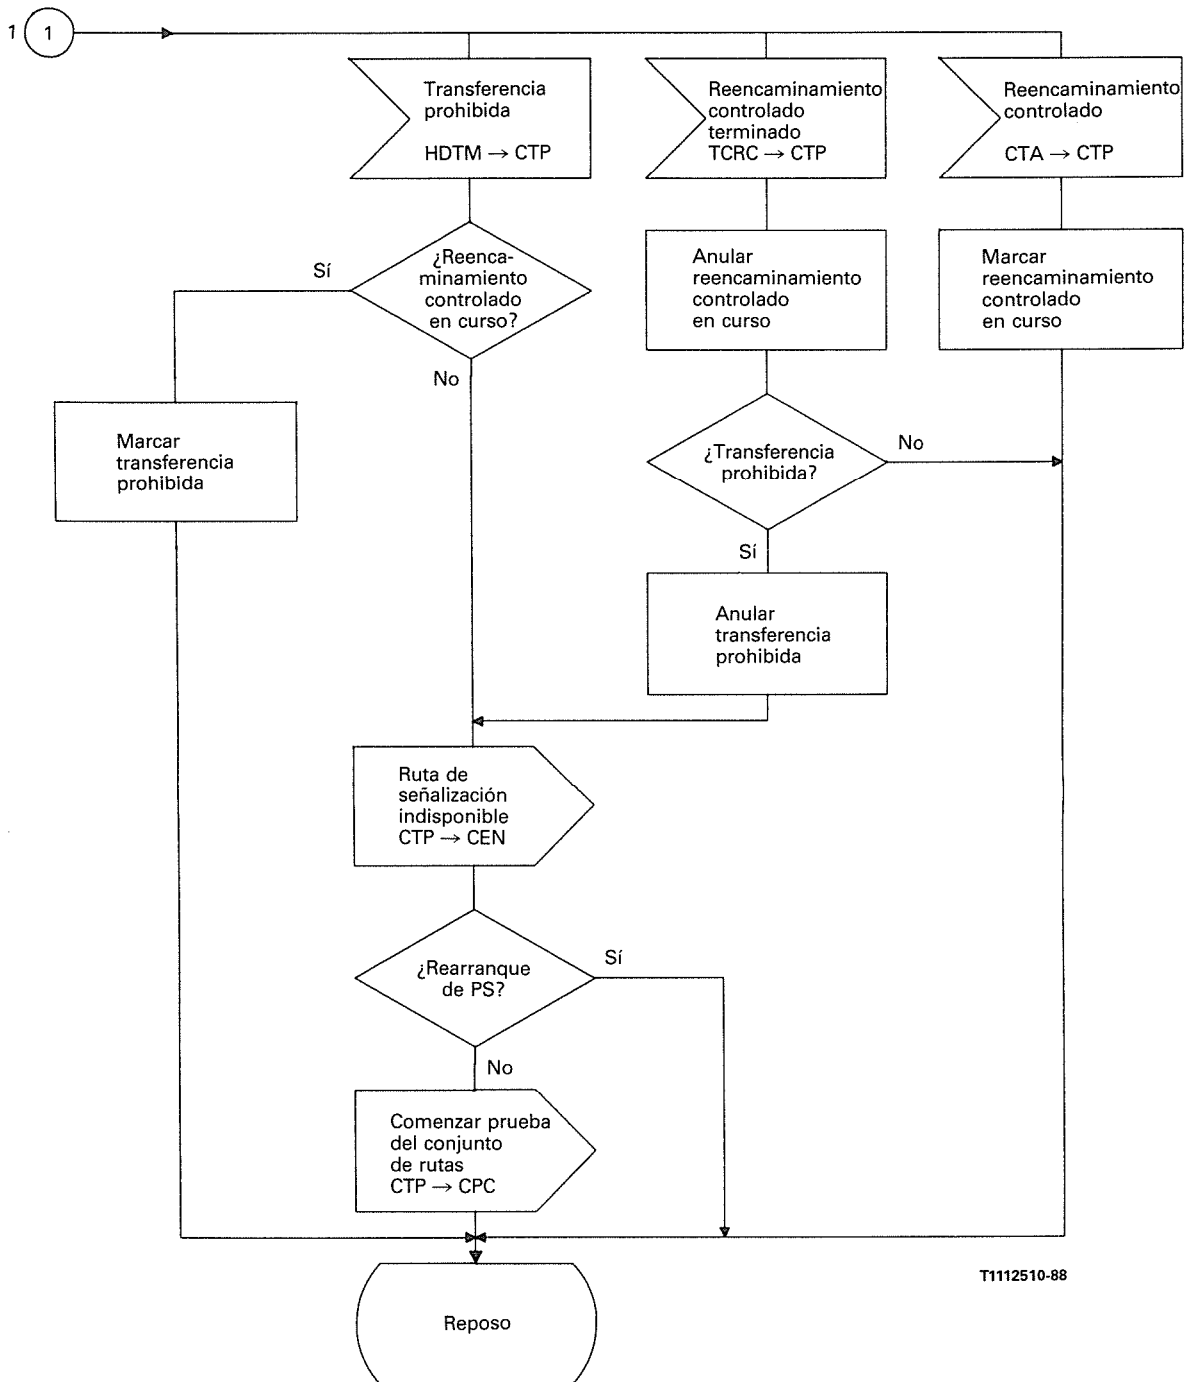 1
1
Transferencia
prohibida
HDTM → CTP
Reencaminamiento
controlado
terminado
TCRC → CTP
Reencaminamiento
controlado
CTA → CTP
¿Reenca-
minamiento
controlado
en curso?
Sí
No
Anular
reencaminamiento
controlado
en curso
Marcar
reencaminamiento
controlado
en curso
Marcar
transferencia
prohibida
¿Transferencia
prohibida?
No
Sí
Anular
transferencia
prohibida
Ruta de
señalización
indisponible
CTP → CEN
¿Rearranque
de PS?
Sí
No
Comenzar prueba
del conjunto
de rutas
CTP → CPC
T1112510-88
Reposo